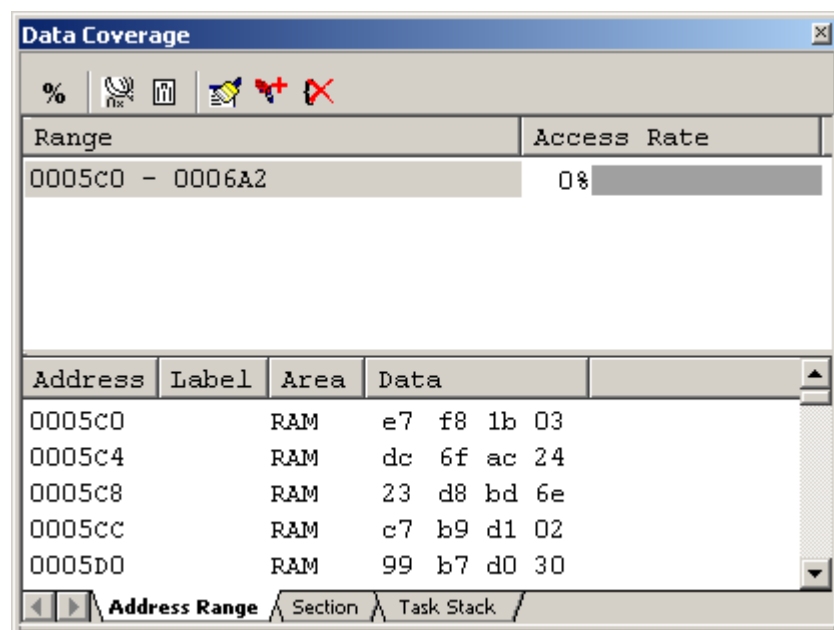 Data Coverage
%
Range Access Rate
0005C0 - 0006A2 0%
Address Label Area Data
0005C0 RAM e7 f8 1b 03
0005C4 RAM dc 6f ac 24
0005C8 RAM 23 d8 bd 6e
0005CC RAM c7 b9 d1 02
0005D0 RAM 99 b7 d0 30
Address Range Section Task Stack